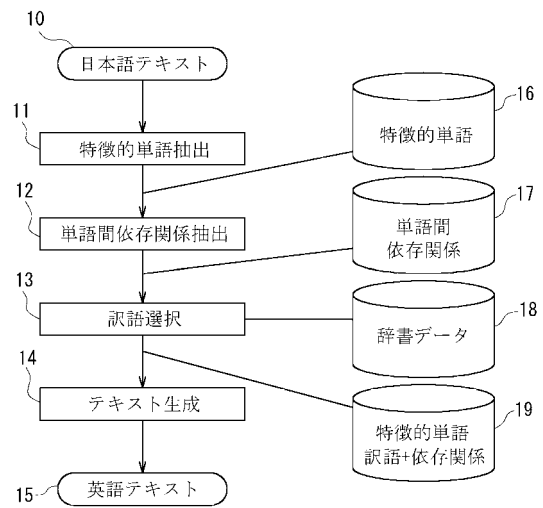 10
日本語テキスト
11
特徴的単語抽出
16
特徴的単語
12
単語間依存関係抽出
17
単語間
依存関係
13
訳語選択
18
辞書データ
14
テキスト生成
19
特徴的単語
訳語+依存関係
15
英語テキスト